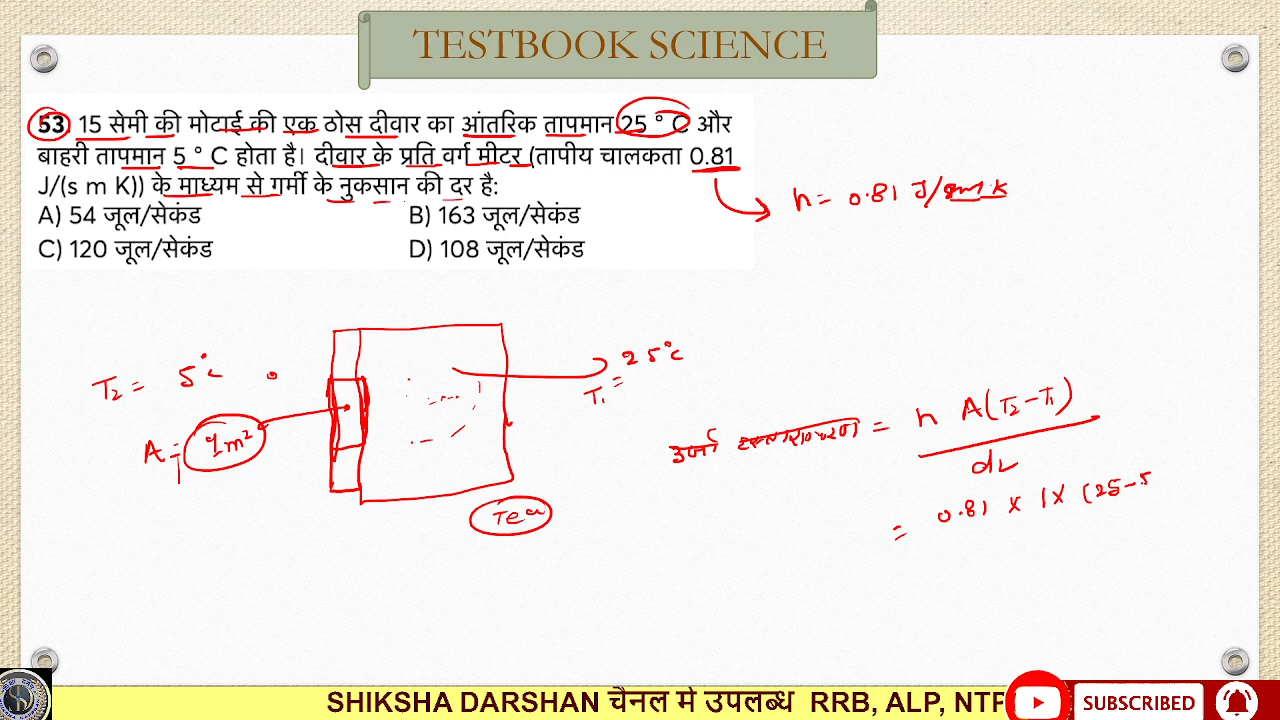 TESTBOOK SCIENCE
53) 15 सेमी की मोटाई की एक ठोस दीवार का आंतरिक तापमान 25 ° C और
बाहरी तापमान 5 ° C होता है। दीवार के प्रति वर्ग मीटर (तापीय चालकता 0.81
J/(s m K)) के माध्यम से गर्मी के नुकसान की दर है:
A) 54 जूल/सेकंड
B) 163 जूल/सेकंड
C) 120 जूल/सेकंड
D) 108 जूल/सेकंड
h = 0.81 J/ K
T₂ = 5°C
25°C
T₁ =
A = 1m²
= h A(T₂-T₁)
= 0.81 x 1 x (25-5
SHIKSHA DARSHAN चैनल मे उपलब्ध RRB, ALP, NTP
SUBSCRIBED